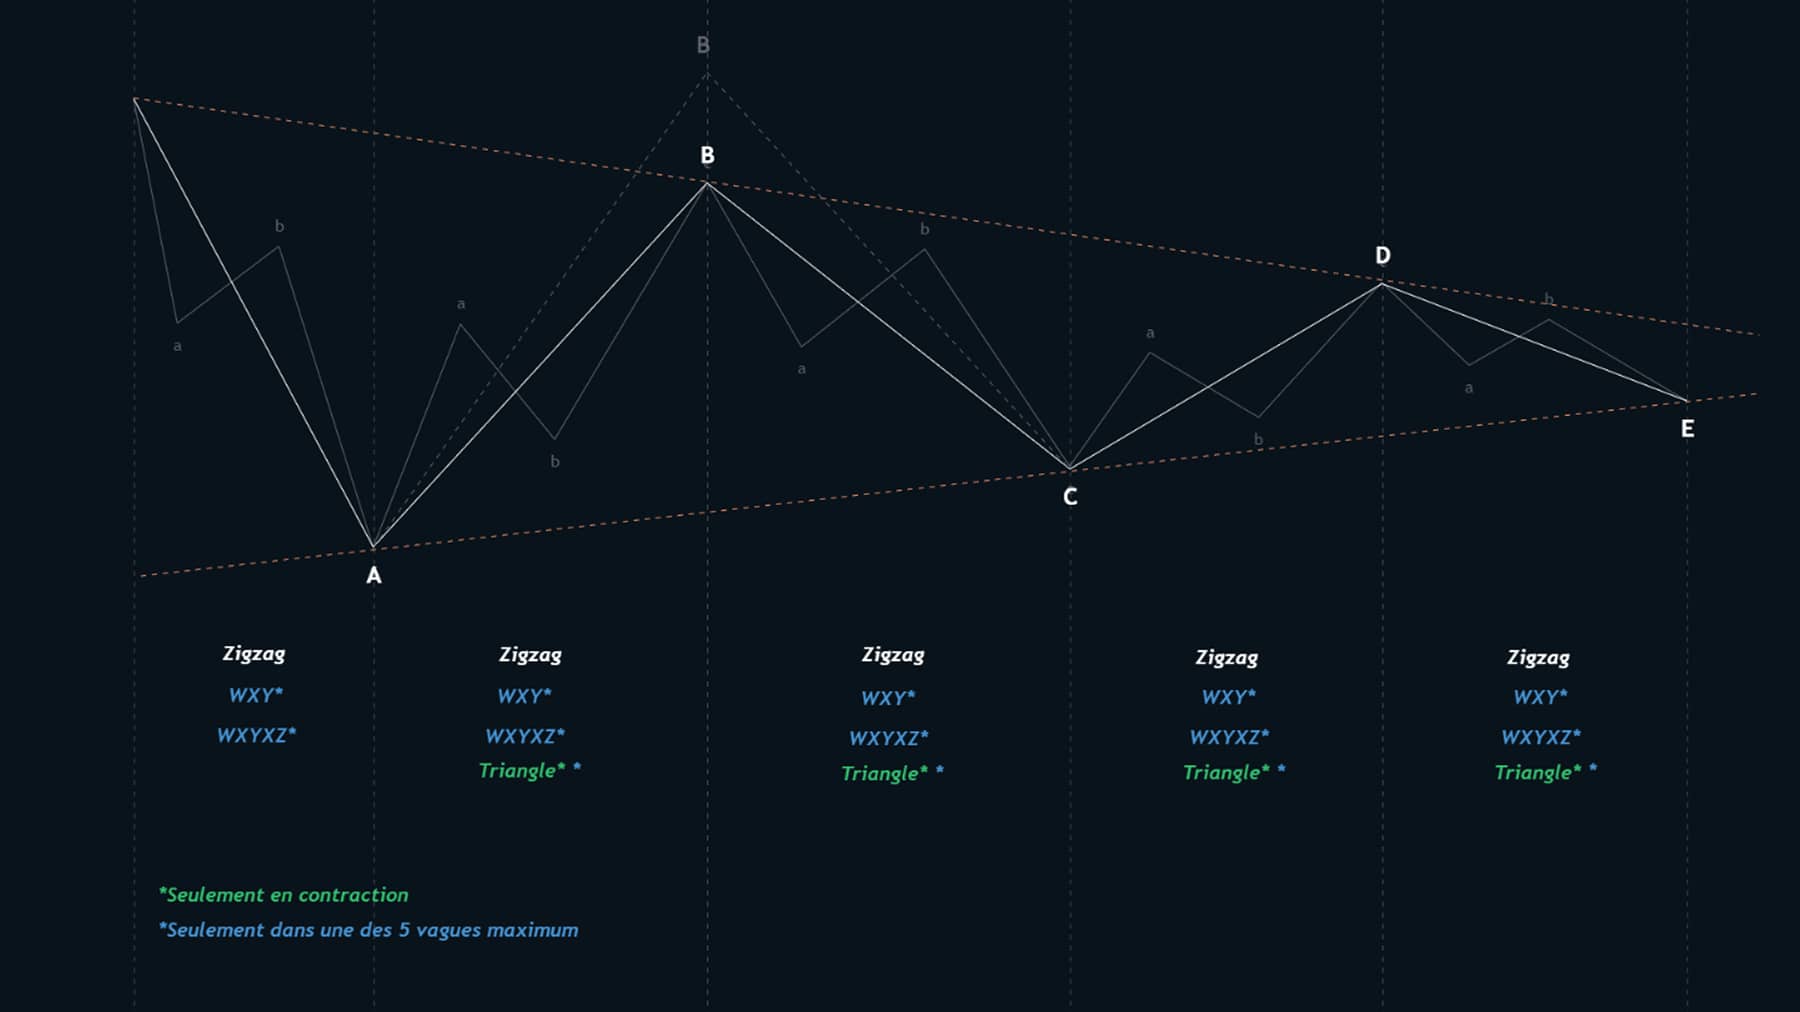 B
B
b
b
D
a
b
a
a
a
a
E
b
b
C
A
Zigzag
Zigzag
Zigzag
Zigzag
Zigzag
WXY*
WXY*
WXY*
WXY*
WXY*
WXYXZ*
WXYXZ*
WXYXZ*
WXYXZ*
WXYXZ*
Triangle* *
Triangle* *
Triangle* *
Triangle* *
*Seulement en contraction
*Seulement dans une des 5 vagues maximum